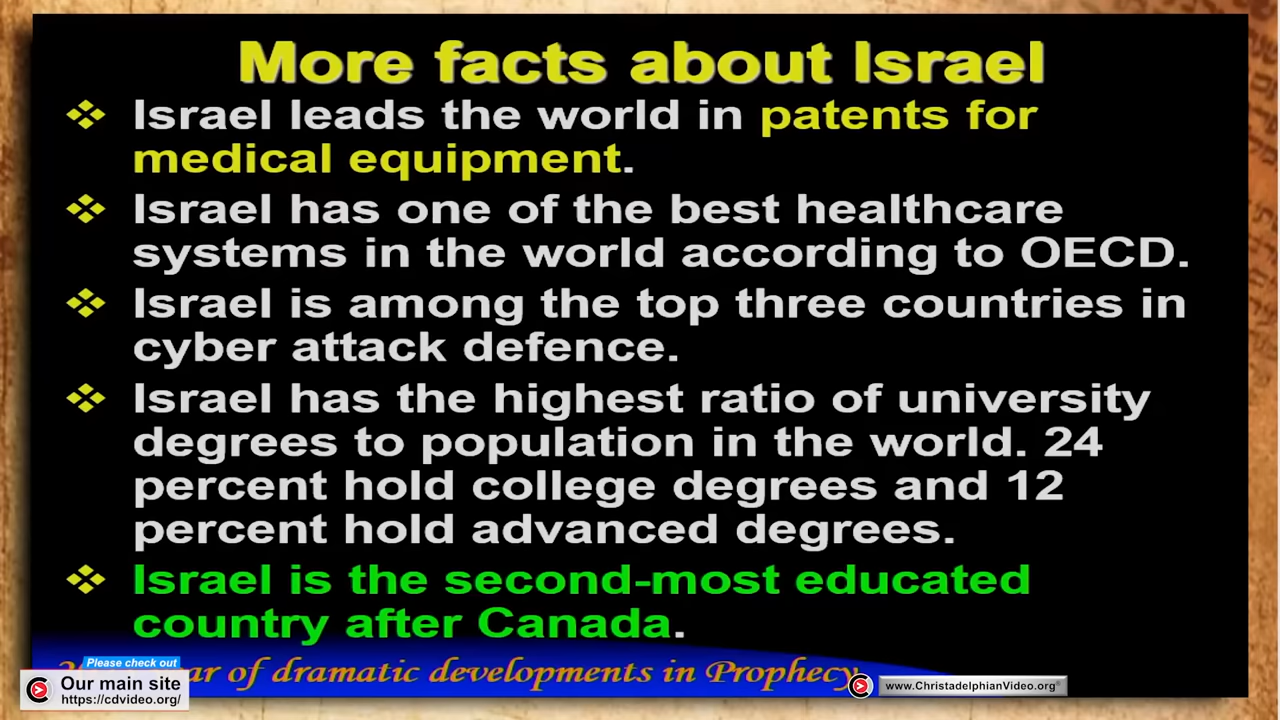 More facts about Israel
❖ Israel leads the world in patents for
medical equipment.
❖ Israel has one of the best healthcare
systems in the world according to OECD.
❖ Israel is among the top three countries in
cyber attack defence.
❖ Israel has the highest ratio of university
degrees to population in the world. 24
percent hold college degrees and 12
percent hold advanced degrees.
❖ Israel is the second-most educated
country after Canada.
of dramatic developments in Prophecy
Please check out
Our main site
https://cdvideo.org/
www.ChristadelphianVideo.org